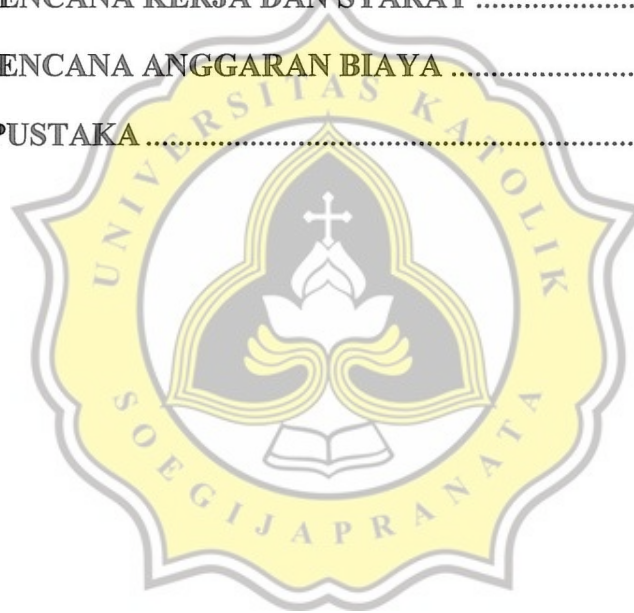 ENCANA KERJA DAN SYARAT ........................
ENCANA ANGGARAN BIAYA ...........................
PUSTAKA ......................................................................
UNIVERSITAS KATOLIK
SOEGIJAPRANATA